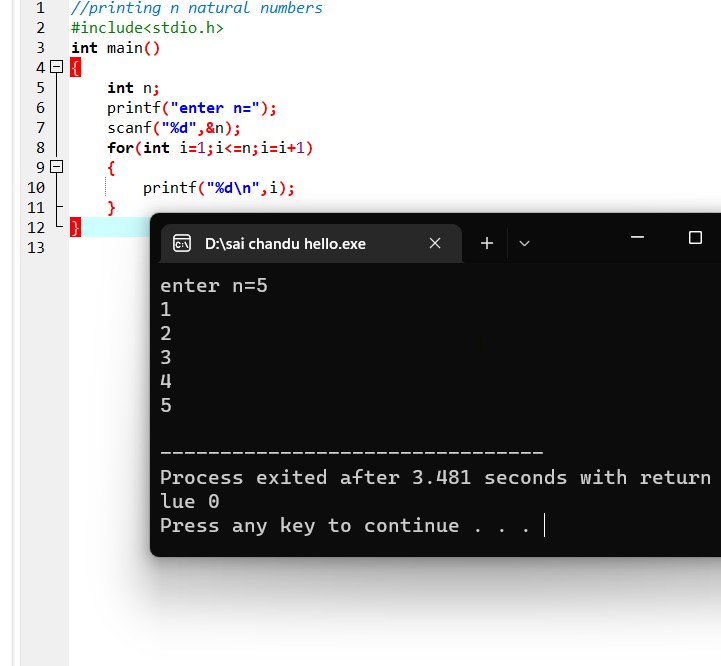 1 //printing n natural numbers
2 #include<stdio.h>
3 int main()
4 {
5 int n;
6 printf("enter n=");
7 scanf("%d",&n);
8 for(int i=1;i<=n;i=i+1)
9 {
10 printf("%d\n",i);
11 }
12 }
13
D:\sai chandu hello.exe
enter n=5
1
2
3
4
5
--------------------------------
Process exited after 3.481 seconds with return
lue 0
Press any key to continue . . .